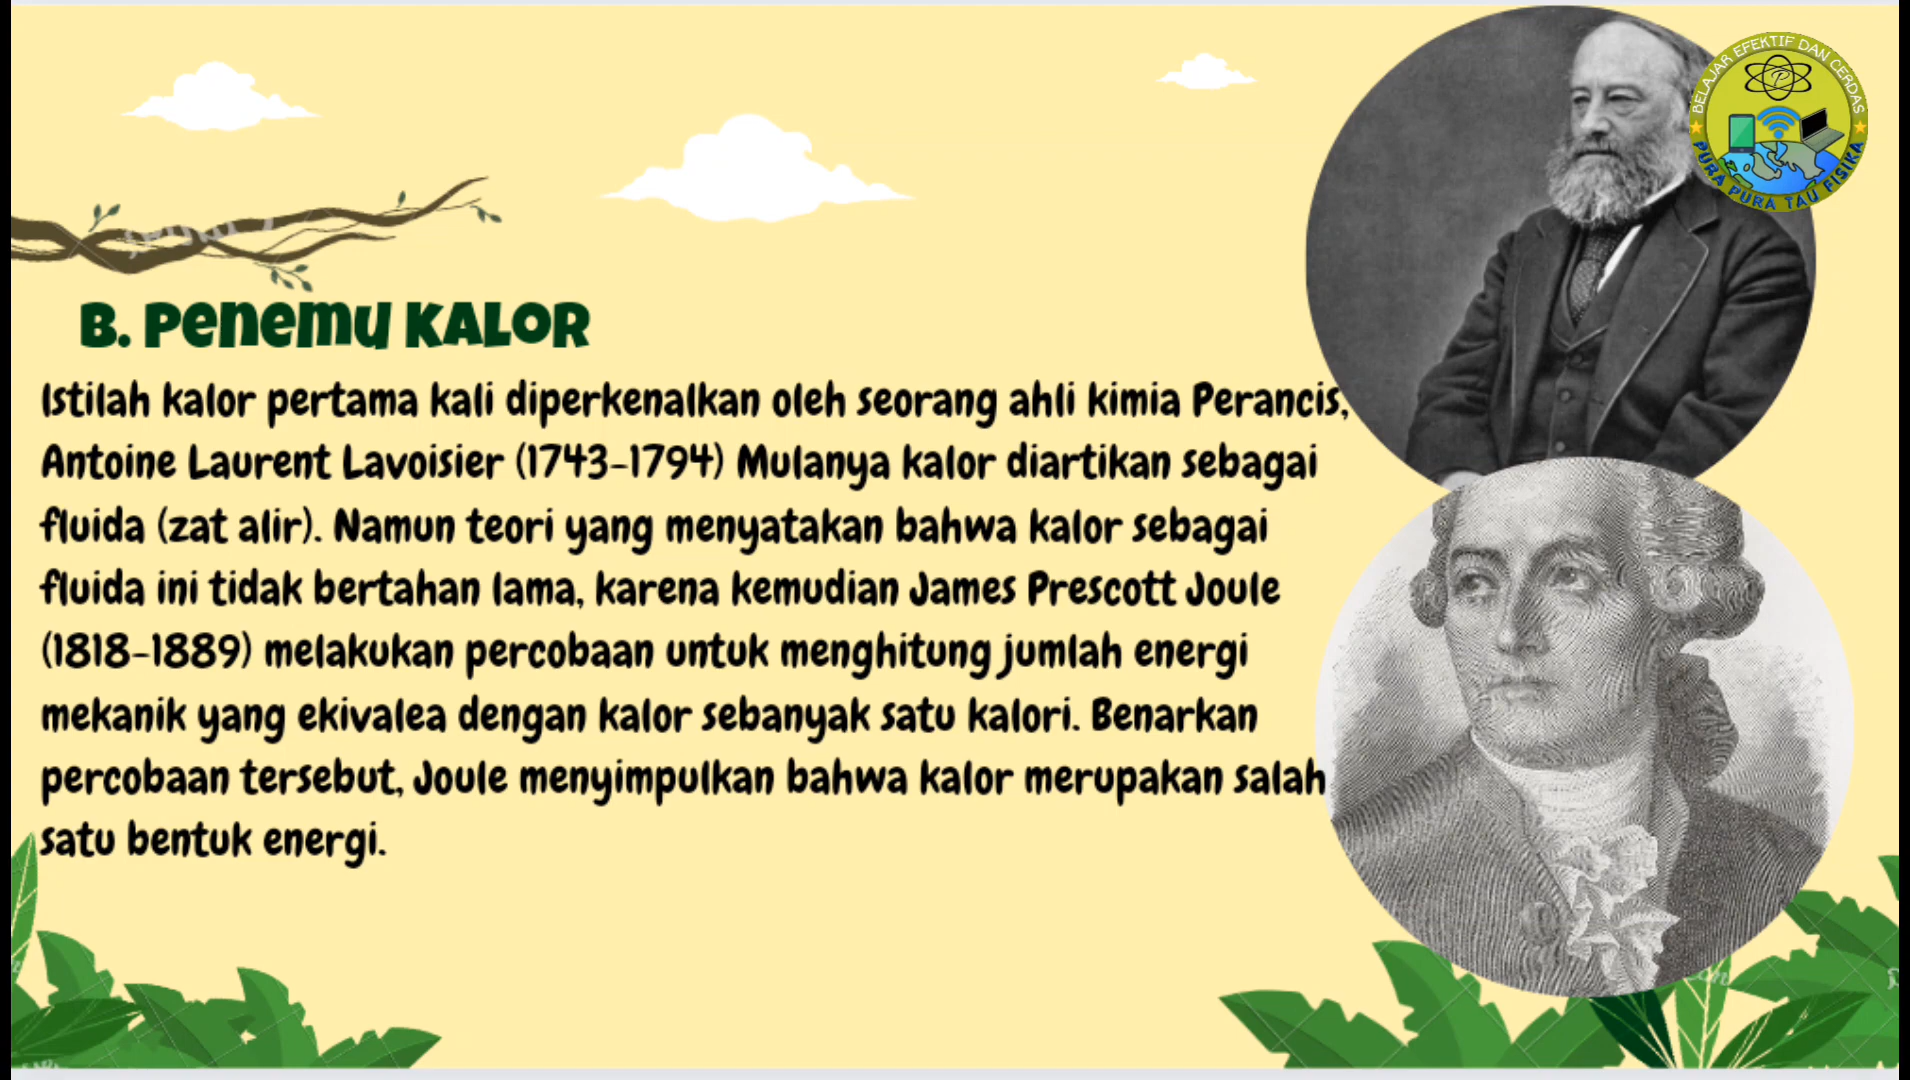 BELAJAR EFEKTIF DAN CERDAS
P
PURA PURA TAU FISIKA
B. Penemu KALOR
Istilah kalor pertama kali diperkenalkan oleh seorang ahli kimia Perancis,
Antoine Laurent Lavoisier (1743-1794) Mulanya kalor diartikan sebagai
fluida (zat alir). Namun teori yang menyatakan bahwa kalor sebagai
fluida ini tidak bertahan lama, karena kemudian James Prescott Joule
(1818-1889) melakukan percobaan untuk menghitung jumlah energi
mekanik yang ekivalea dengan kalor sebanyak satu kalori. Benarkan
percobaan tersebut, Joule menyimpulkan bahwa kalor merupakan salah
satu bentuk energi.